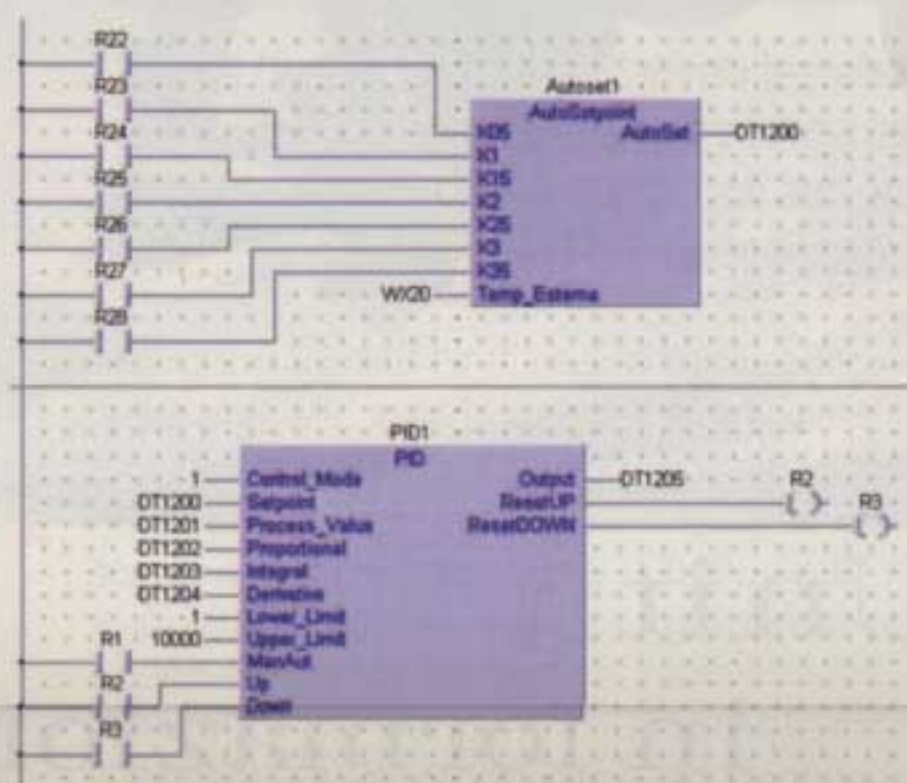 R22
R23
R24
R25
R26
R27
R28
Autoset1
AutoSetpoint
K05
K1
K15
K2
K25
K3
K35
Temp_Esterna
AutoSet
DT1200
WX20
PID1
PID
1
Control_Mode
DT1200
Setpoint
DT1201
Process_Value
DT1202
Proportional
DT1203
Integral
DT1204
Derivative
1
Lower_Limit
10000
Upper_Limit
R1
ManAut
R2
Up
R3
Down
Output
DT1205
ResetUP
R2
ResetDOWN
R3